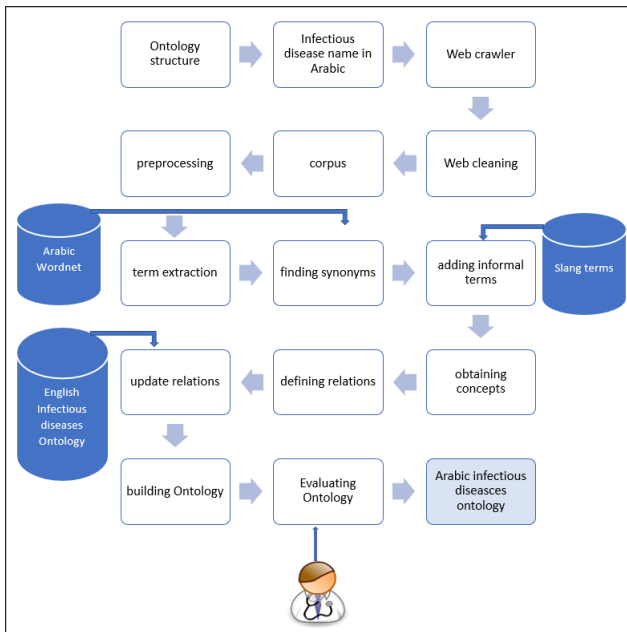 Ontology
structure
Infectious
disease name in
Arabic
Web crawler
preprocessing
corpus
Web cleaning
Arabic
Wordnet
term extraction
finding synonyms
adding informal
terms
Slang terms
English
Infectious
diseases
Ontology
update relations
defining relations
obtaining
concepts
building Ontology
Evaluating
Ontology
Arabic infectious
diseasces
ontology